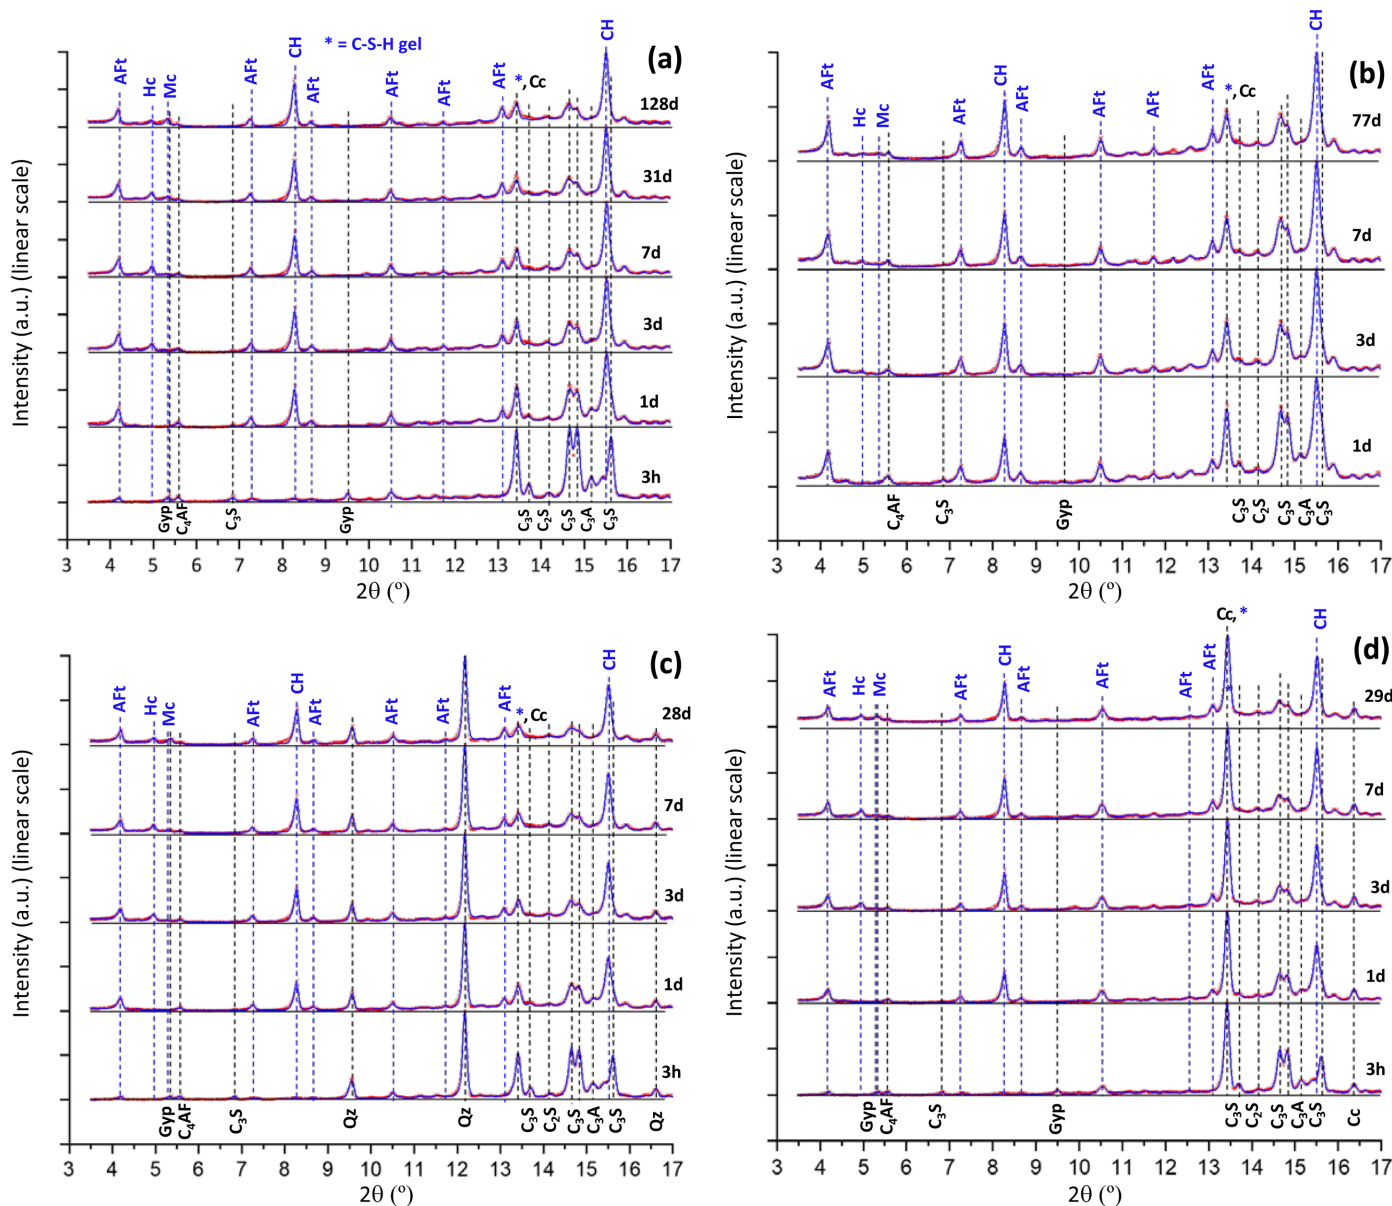 (a)
* = C-S-H gel
AFt
Hc
Mc
AFt
CH
AFt
AFt
AFt
AFt
*, Cc
CH
128d
31d
7d
3d
1d
3h
Gyp
C₄AF
C₃S
Gyp
C₃S
C₂S
C₃S
C₃A
C₃S
3 4 5 6 7 8 9 10 11 12 13 14 15 16 17
2θ (º)
Intensity (a.u.) (linear scale)
(b)
AFt
Hc
Mc
AFt
CH
AFt
AFt
AFt
AFt
*, Cc
CH
77d
7d
3d
1d
C₄AF
C₃S
Gyp
C₃S
C₂S
C₃S
C₃A
C₃S
3 4 5 6 7 8 9 10 11 12 13 14 15 16 17
2θ (º)
Intensity (a.u.) (linear scale)
(c)
AFt
Hc
Mc
AFt
CH
AFt
AFt
AFt
AFt
*, Cc
CH
28d
7d
3d
1d
3h
Gyp
C₄AF
C₃S
Qz
Qz
C₃S
C₂S
C₃S
C₃A
C₃S
Qz
3 4 5 6 7 8 9 10 11 12 13 14 15 16 17
2θ (º)
Intensity (a.u.) (linear scale)
(d)
AFt
Hc
Mc
AFt
CH
AFt
AFt
AFt
AFt
Cc, *
*
CH
29d
7d
3d
1d
3h
Gyp
C₄AF
C₃S
Gyp
C₃S
C₂S
C₃S
C₃A
C₃S
Cc
3 4 5 6 7 8 9 10 11 12 13 14 15 16 17
2θ (º)
Intensity (a.u.) (linear scale)